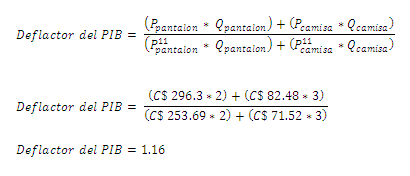 Deflactor del PIB = (P_pantalon * Q_pantalon) + (P_camisa * Q_camisa) / (P^11_pantalon * Q_pantalon) + (P^11_camisa * Q_camisa)
Deflactor del PIB = (C$ 296.3 * 2) + (C$ 82.48 * 3) / (C$ 253.69 * 2) + (C$ 71.52 * 3)
Deflactor del PIB = 1.16